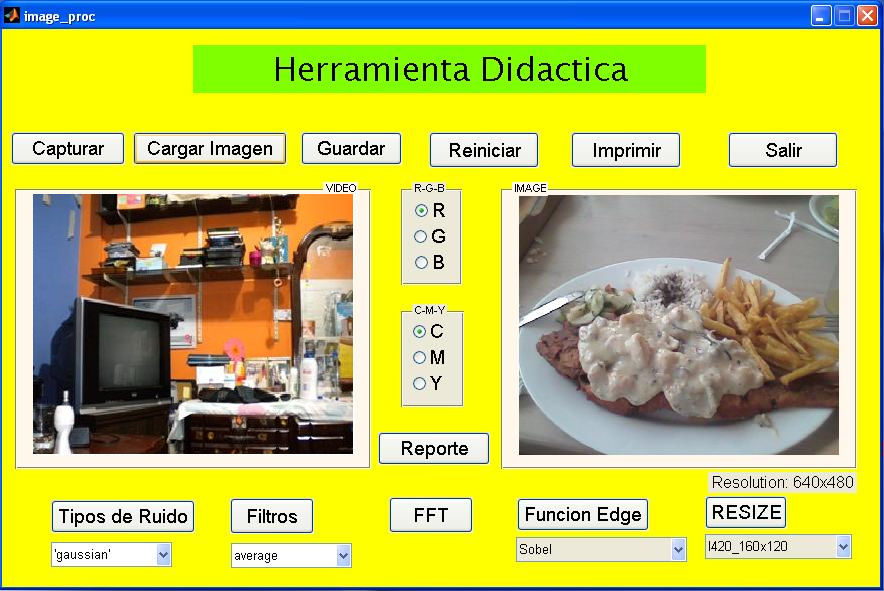 image_proc
Herramienta Didactica
Capturar
Cargar Imagen
Guardar
Reiniciar
Imprimir
Salir
VIDEO
R-G-B
R
G
B
C-M-Y
C
M
Y
Reporte
IMAGE
Resolution: 640x480
Tipos de Ruido
Filtros
FFT
Funcion Edge
RESIZE
'gaussian'
average
Sobel
I420_160x120